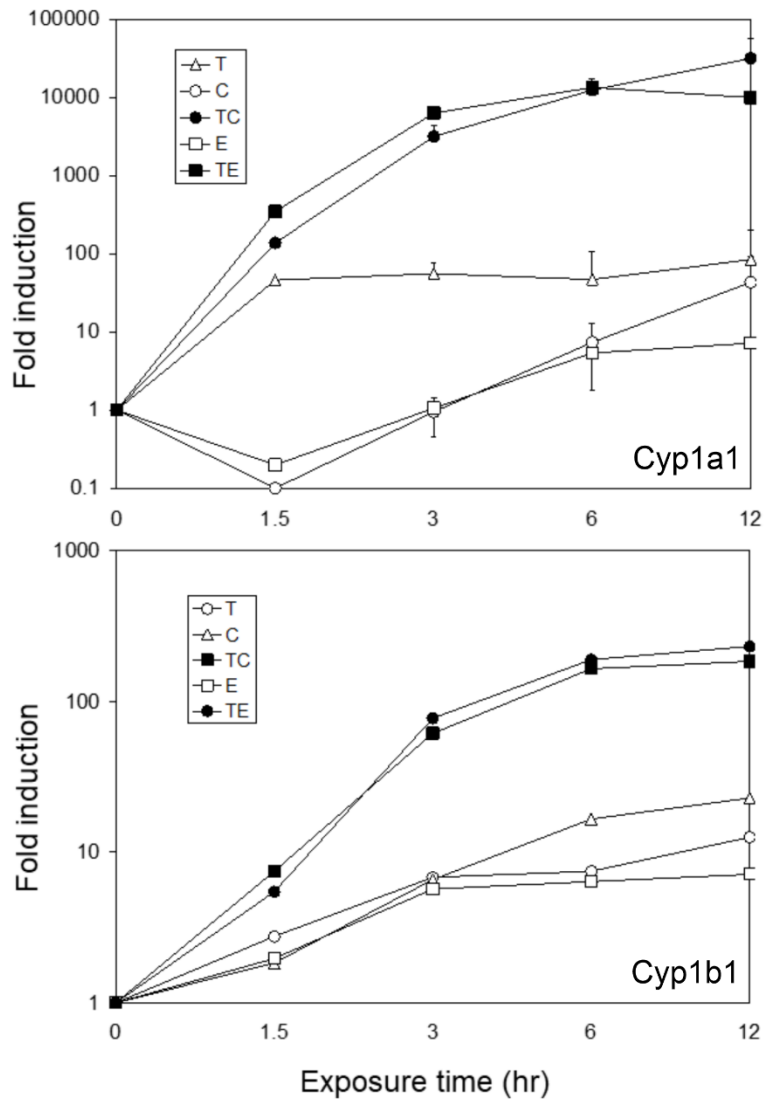 100000
10000
1000
100
10
1
0.1
Fold induction
T
C
TC
E
TE
Cyp1a1
0 1.5 3 6 12
1000
100
10
1
Fold induction
T
C
TC
E
TE
Cyp1b1
0 1.5 3 6 12
Exposure time (hr)